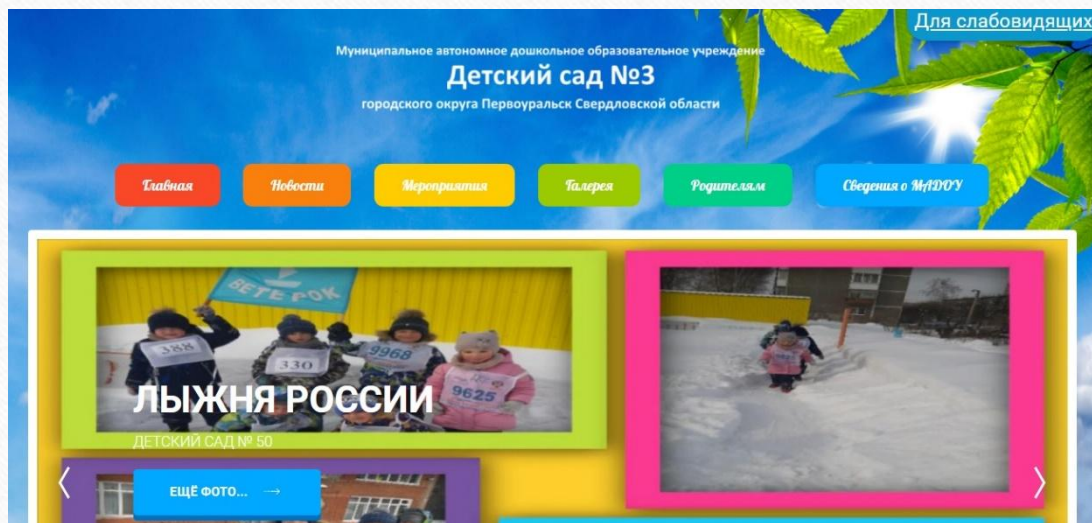 Для слабовидящих
Муниципальное автономное дошкольное образовательное учреждение
Детский сад №3
городского округа Первоуральск Свердловской области
Главная
Новости
Мероприятия
Галерея
Родителям
Сведения о МАДОУ
ВЕТЕРОК
388
330
9968
9625
ЛЫЖНЯ РОССИИ
ДЕТСКИЙ САД № 50
ЕЩЁ ФОТО... →